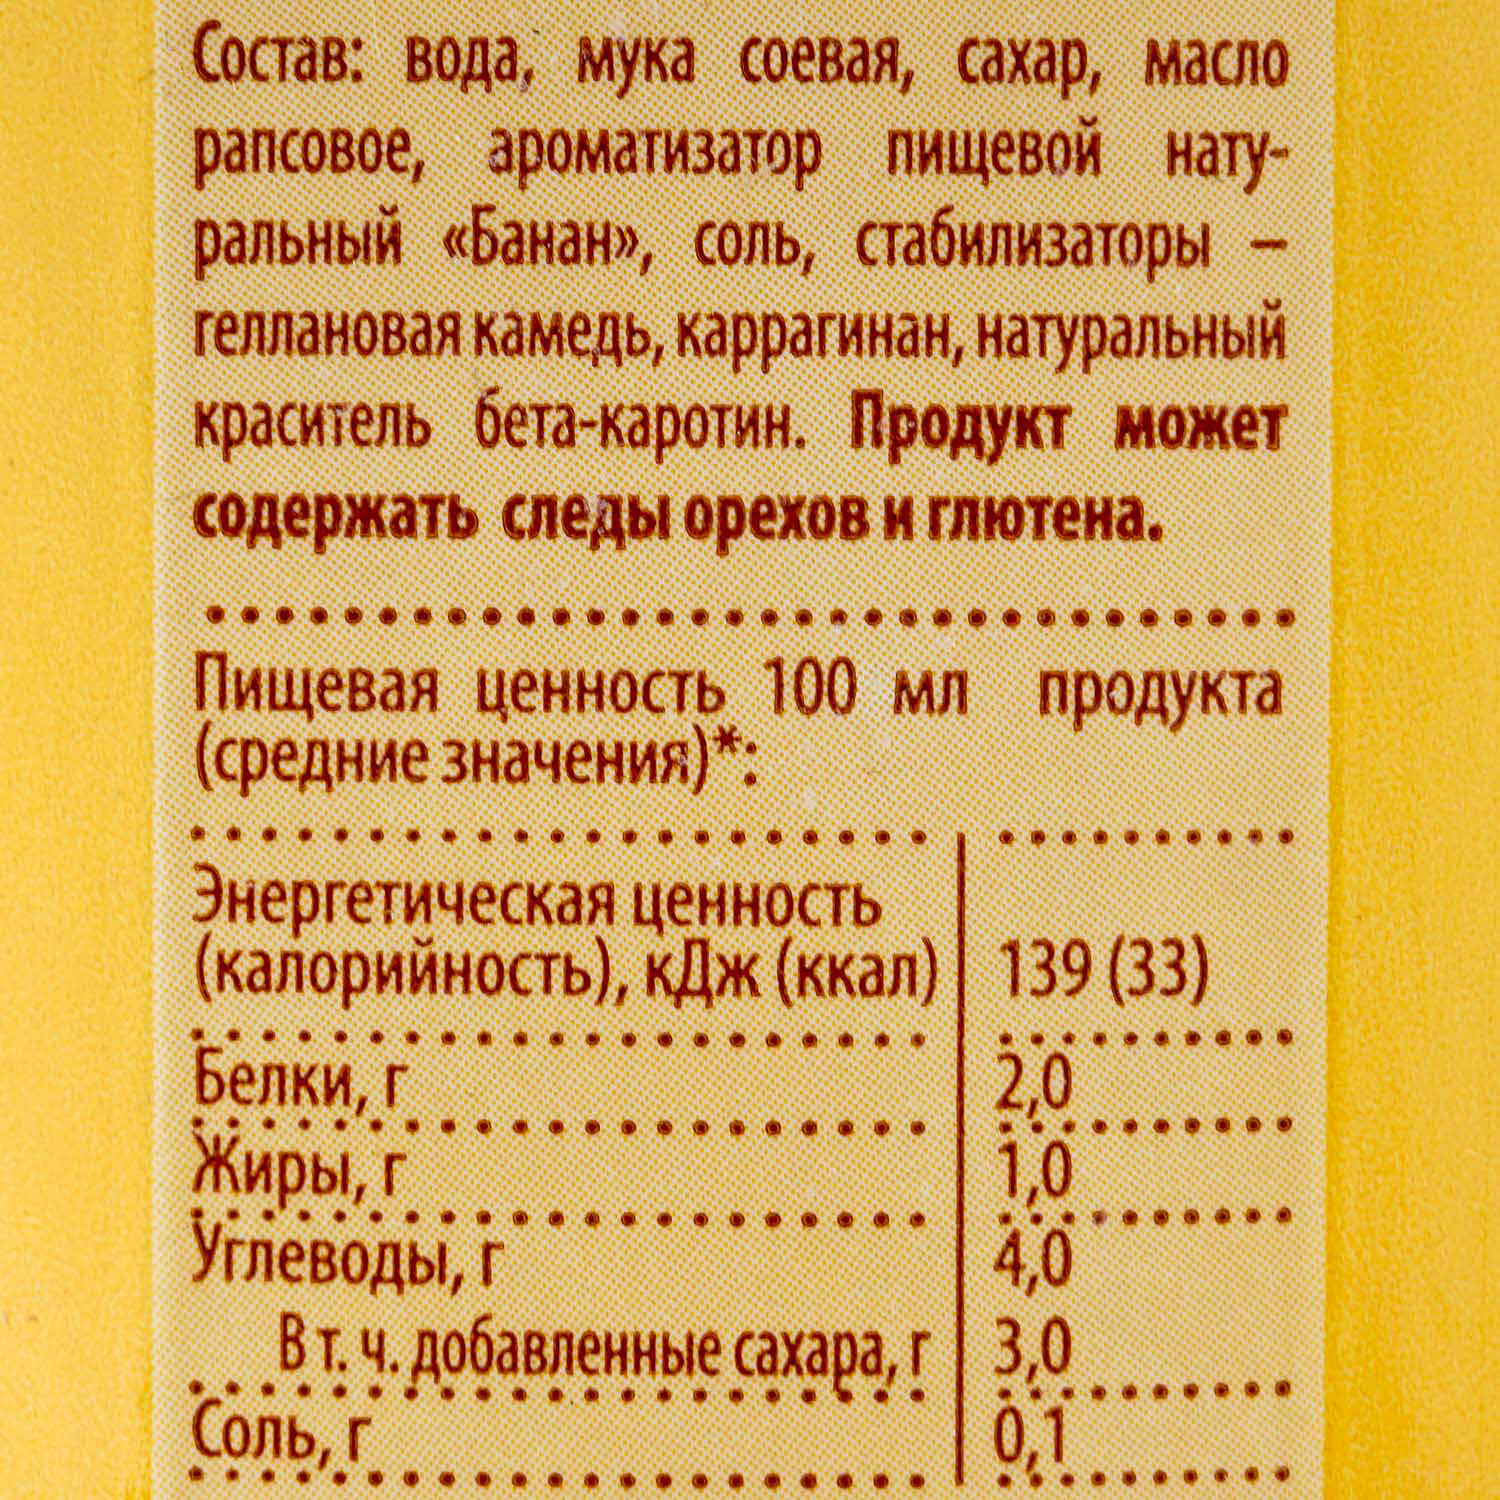 Состав: вода, мука соевая, сахар, масло
рапсовое, ароматизатор пищевой нату-
ральный «Банан», соль, стабилизаторы –
геллановая камедь, каррагинан, натуральный
краситель бета-каротин. Продукт может
содержать следы орехов и глютена.
Пищевая ценность 100 мл продукта
(средние значения)*:
Энергетическая ценность
(калорийность), кДж (ккал) 139 (33)
Белки, г 2,0
Жиры, г 1,0
Углеводы, г 4,0
В т. ч. добавленные сахара, г 3,0
Соль, г 0,1